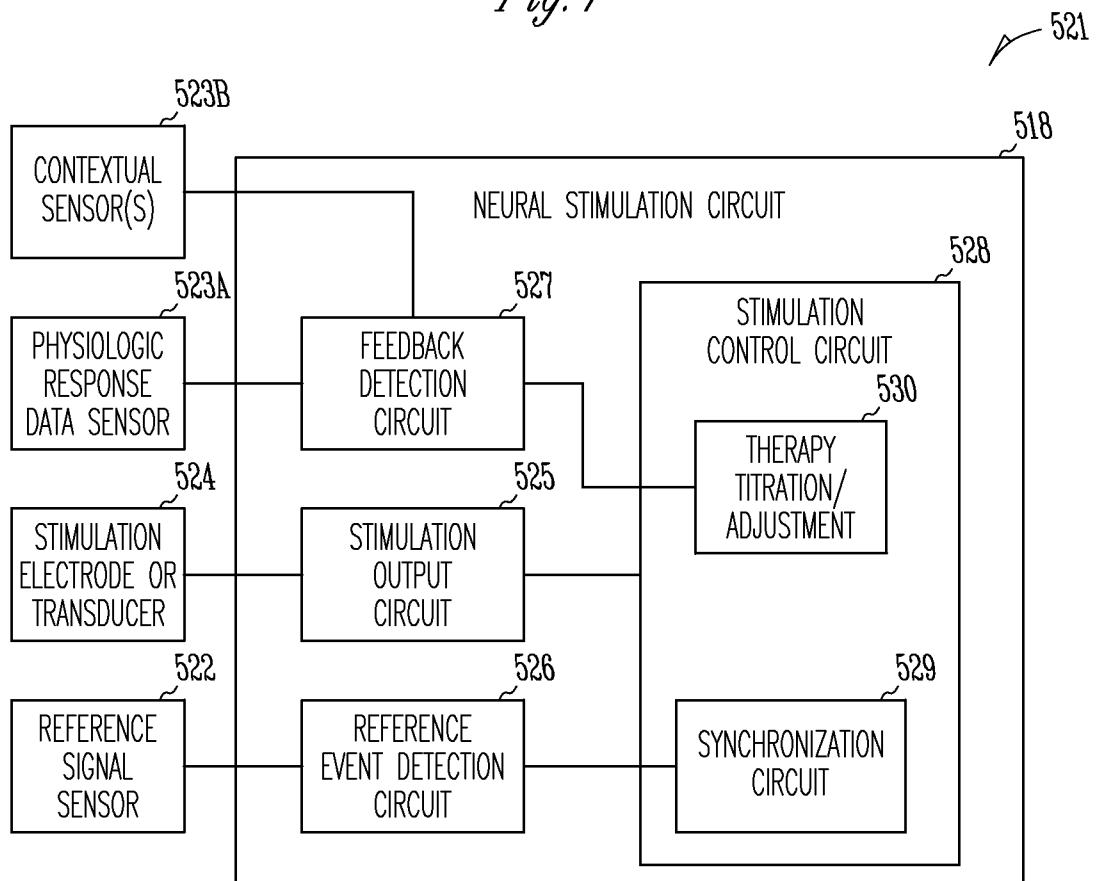 521
523B
CONTEXTUAL
SENSOR(S)
518
NEURAL STIMULATION CIRCUIT
523A
PHYSIOLOGIC
RESPONSE
DATA SENSOR
527
FEEDBACK
DETECTION
CIRCUIT
528
STIMULATION
CONTROL CIRCUIT
530
THERAPY
TITRATION/
ADJUSTMENT
524
STIMULATION
ELECTRODE OR
TRANSDUCER
525
STIMULATION
OUTPUT
CIRCUIT
522
REFERENCE
SIGNAL
SENSOR
526
REFERENCE
EVENT DETECTION
CIRCUIT
529
SYNCHRONIZATION
CIRCUIT